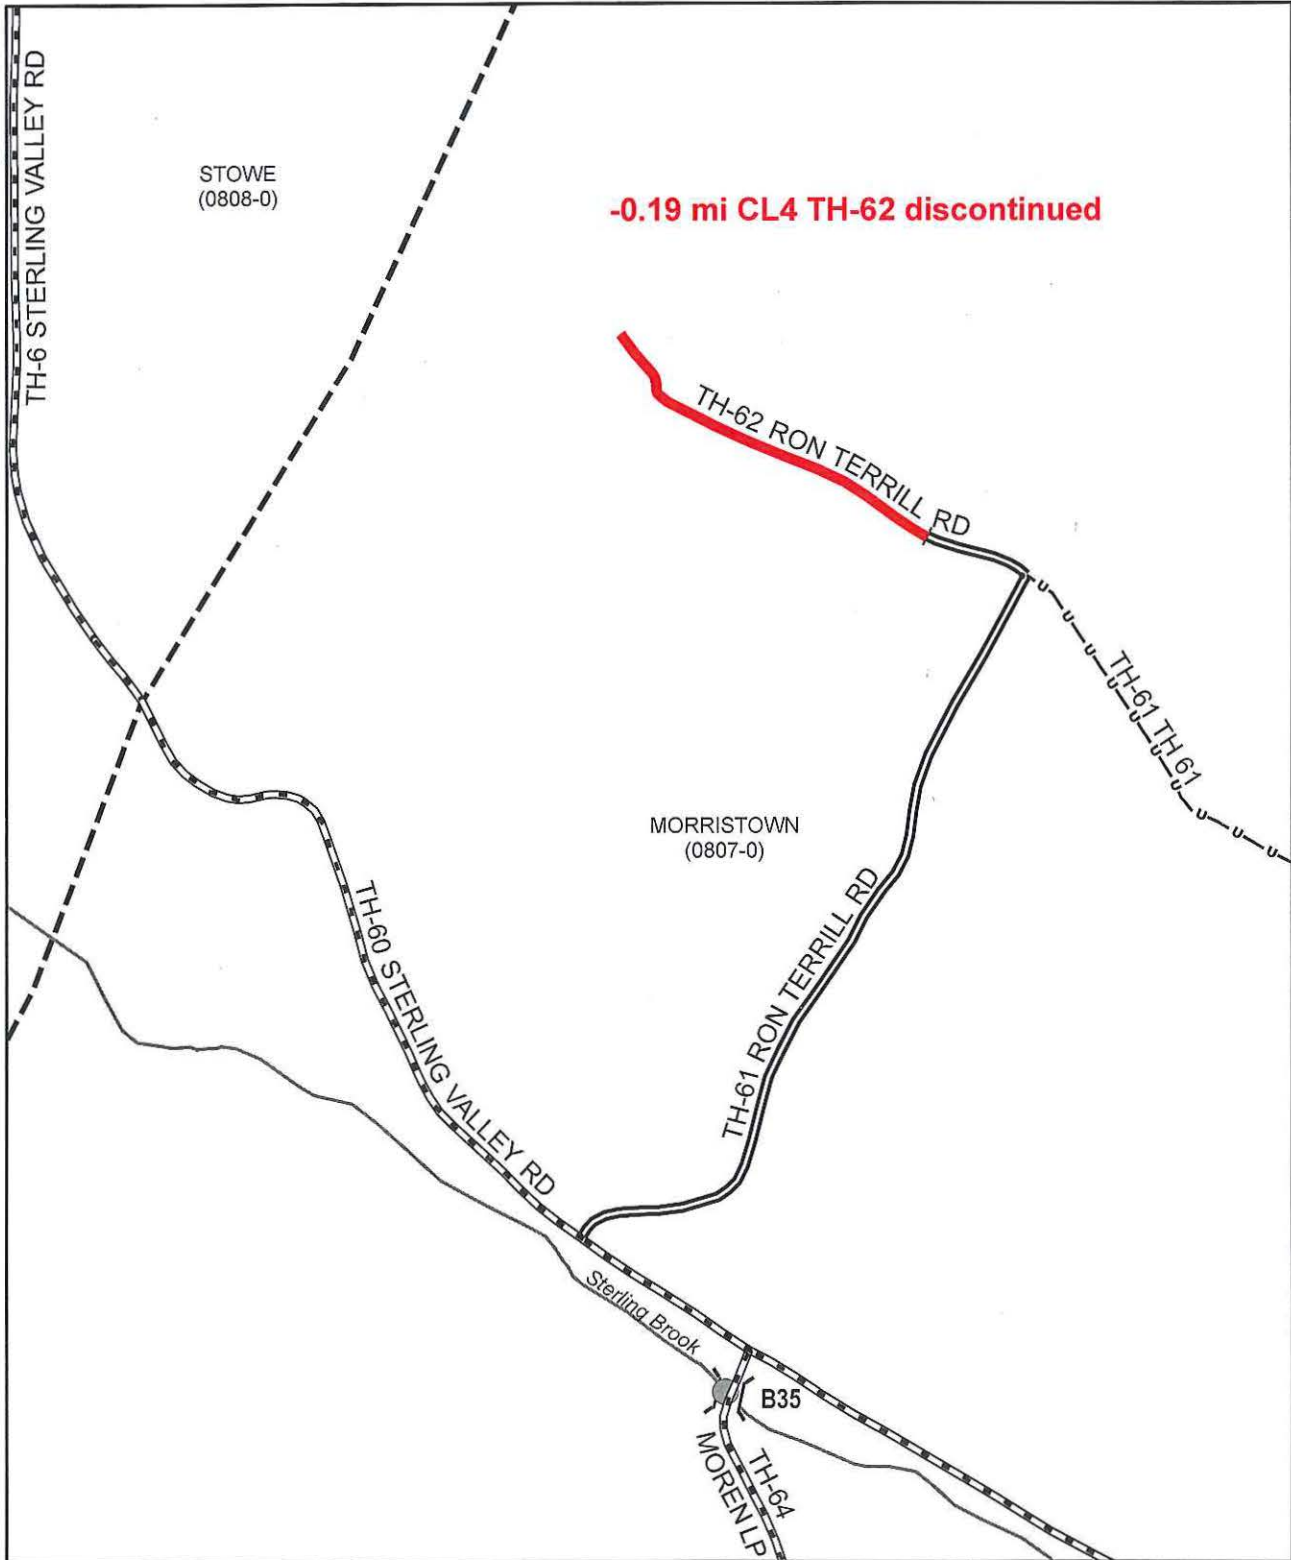 TH-6 STERLING VALLEY RD
STOWE
(0808-0)
-0.19 mi CL4 TH-62 discontinued
TH-62 RON TERRILL RD
U U U U U U U U U U
TH-61 TH 61
MORRISTOWN
(0807-0)
TH-60 STERLING VALLEY RD
TH-61 RON TERRILL RD
Sterling Brook
B35
TH-64
MOREN LP